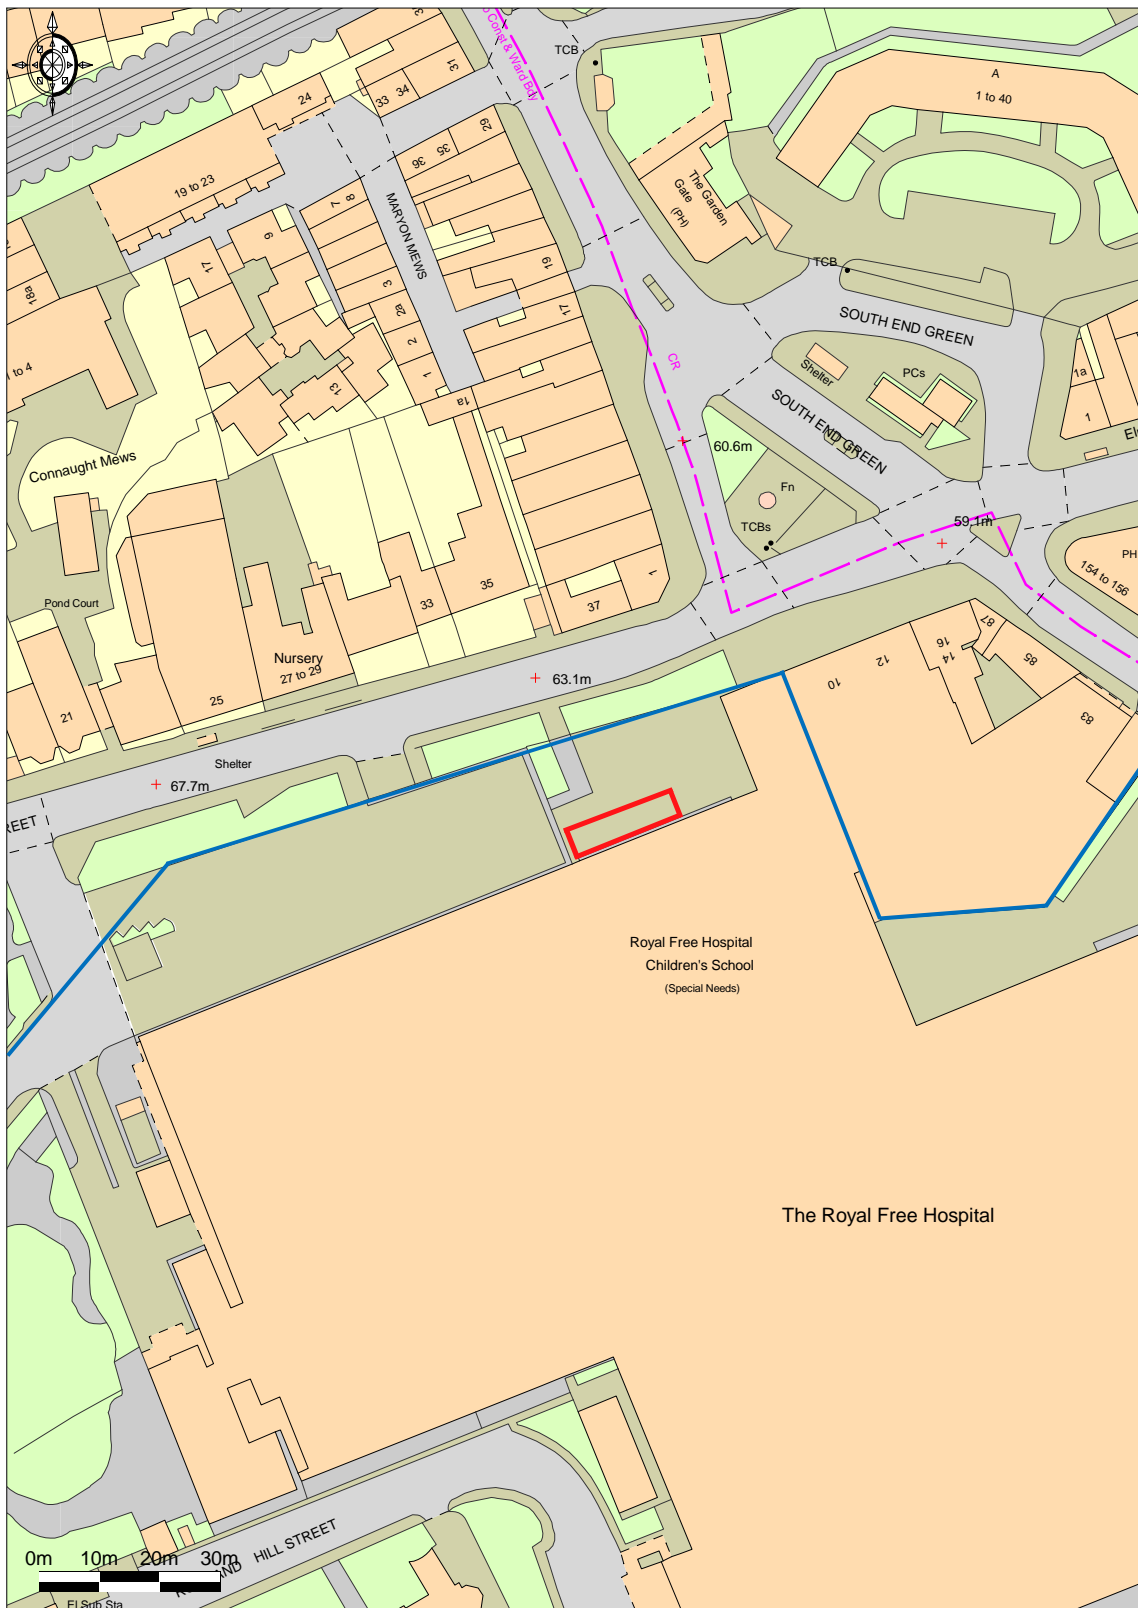 o Const & Ward Bdy
TCB
A
1 to 40
31
34
33
24
29
35
36
19 to 23
8
7
MARYON MEWS
The Garden
Gate
(PH)
9
17
3
19
TCB
18a
2a
17
SOUTH END GREEN
1 to 4
2
CR
Shelter
PCs
1a
1
13
1a
SOUTH END GREEN
1
60.6m
Connaught Mews
Fn
TCBs
59.1m
PH
154 to 156
Pond Court
33
35
37
1
Nursery
27 to 29
25
21
63.1m
87
16
14
12
10
85
83
Shelter
67.7m
REET
Royal Free Hospital
Children's School
(Special Needs)
The Royal Free Hospital
0m 10m 20m 30m
HILL STREET
El Sub Sta